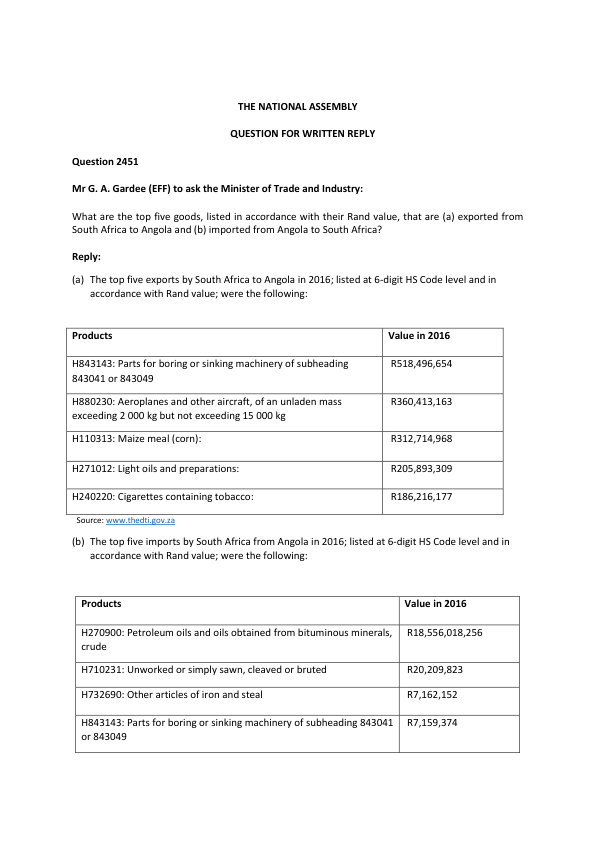 THE NATIONAL ASSEMBLY
QUESTION FOR WRITTEN REPLY
Question 2451
Mr G. A. Gardee (EFF) to ask the Minister of Trade and Industry:
What are the top five goods, listed in accordance with their Rand value, that are (a) exported from
South Africa to Angola and (b) imported from Angola to South Africa?
Reply:
(a) The top five exports by South Africa to Angola in 2016; listed at 6-digit HS Code level and in
accordance with Rand value; were the following:
Products Value in 2016
H843143: Parts for boring or sinking machinery of subheading R518,496,654
843041 or 843049
H880230: Aeroplanes and other aircraft, of an unladen mass R360,413,163
exceeding 2 000 kg but not exceeding 15 000 kg
H110313: Maize meal (corn): R312,714,968
H271012: Light oils and preparations: R205,893,309
H240220: Cigarettes containing tobacco: R186,216,177
Source: www.thedti.gov.za
(b) The top five imports by South Africa from Angola in 2016; listed at 6-digit HS Code level and in
accordance with Rand value; were the following:
Products Value in 2016
H270900: Petroleum oils and oils obtained from bituminous minerals, R18,556,018,256
crude
H710231: Unworked or simply sawn, cleaved or bruted R20,209,823
H732690: Other articles of iron and steal R7,162,152
H843143: Parts for boring or sinking machinery of subheading 843041 R7,159,374
or 843049